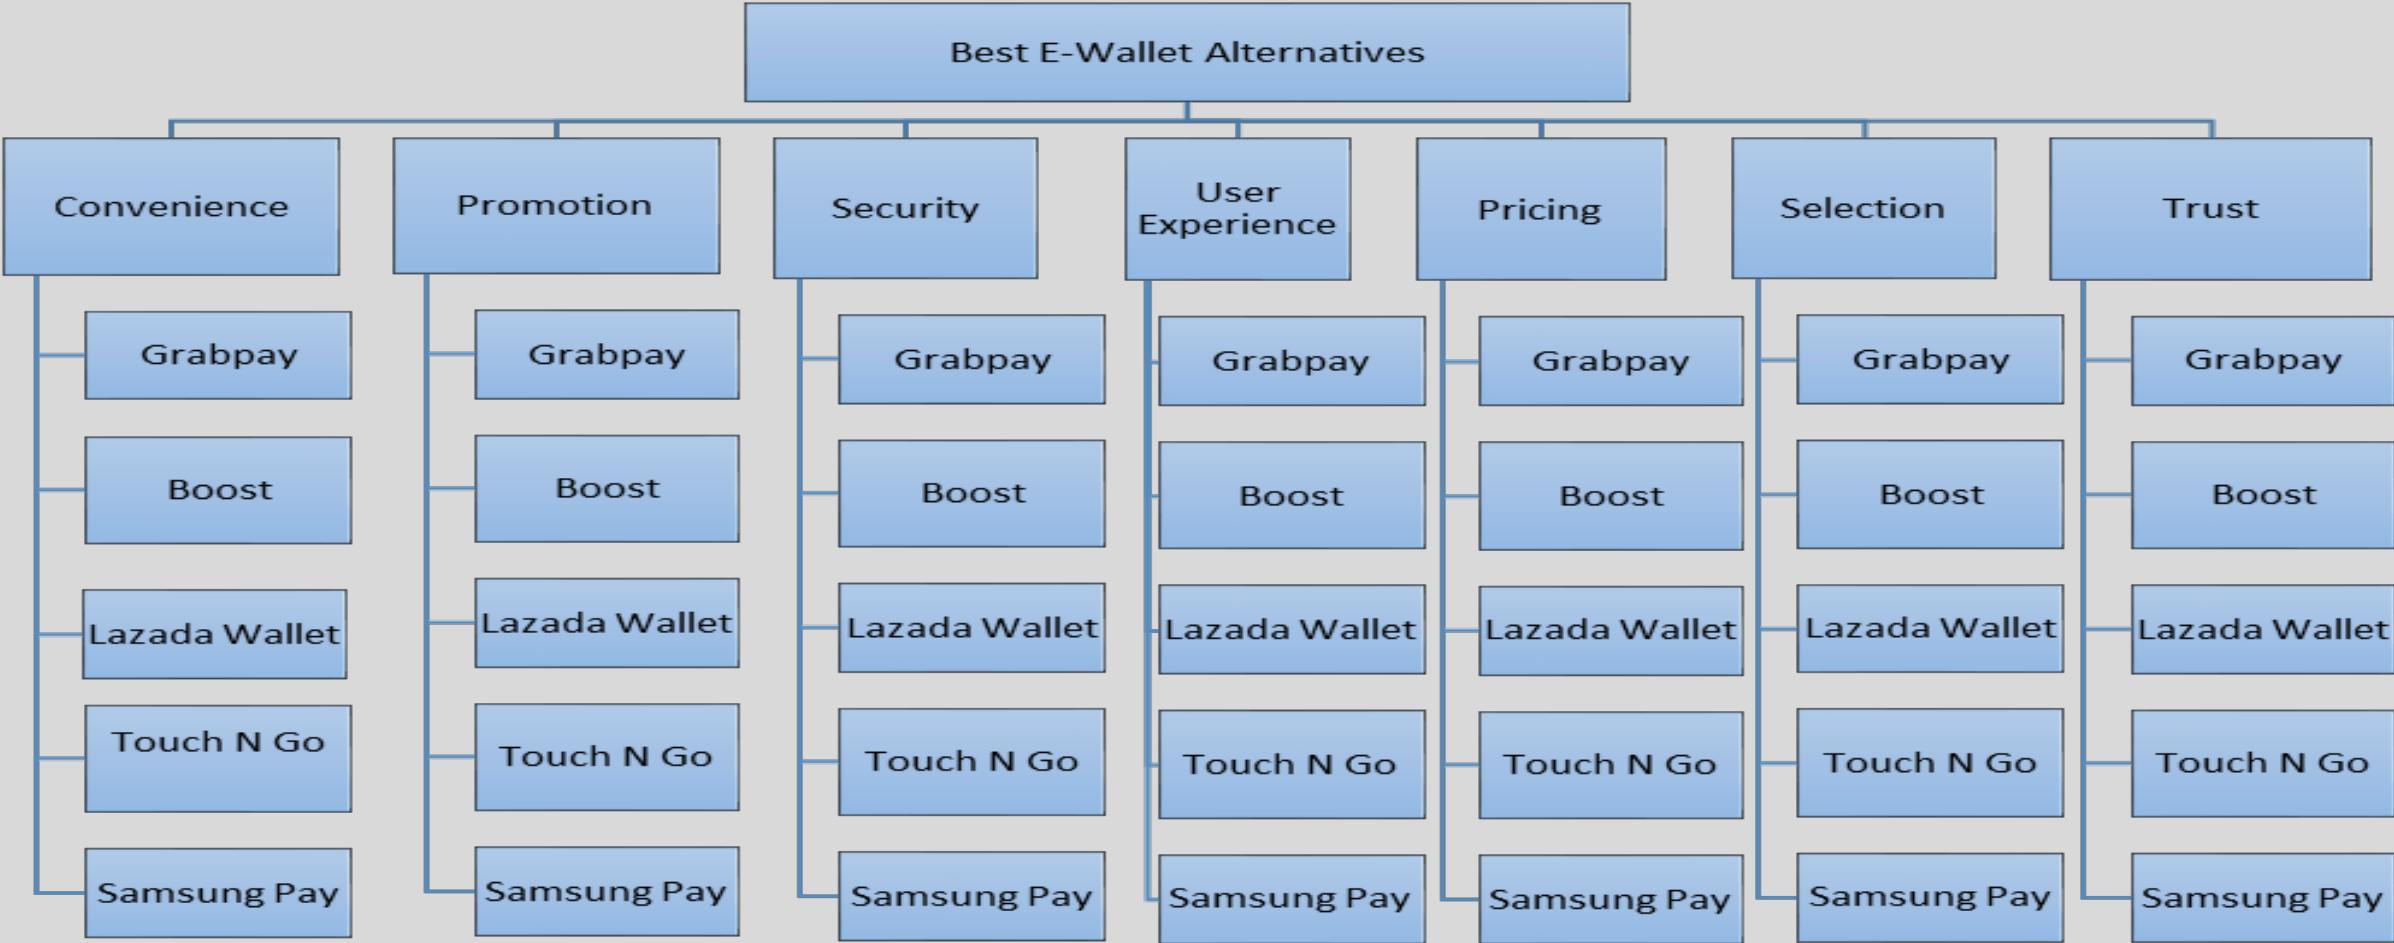 Best E-Wallet Alternatives
Convenience
Promotion
Security
User
Experience
Pricing
Selection
Trust
Grabpay
Grabpay
Grabpay
Grabpay
Grabpay
Grabpay
Grabpay
Boost
Boost
Boost
Boost
Boost
Boost
Boost
Lazada Wallet
Lazada Wallet
Lazada Wallet
Lazada Wallet
Lazada Wallet
Lazada Wallet
Lazada Wallet
Touch N Go
Touch N Go
Touch N Go
Touch N Go
Touch N Go
Touch N Go
Touch N Go
Samsung Pay
Samsung Pay
Samsung Pay
Samsung Pay
Samsung Pay
Samsung Pay
Samsung Pay